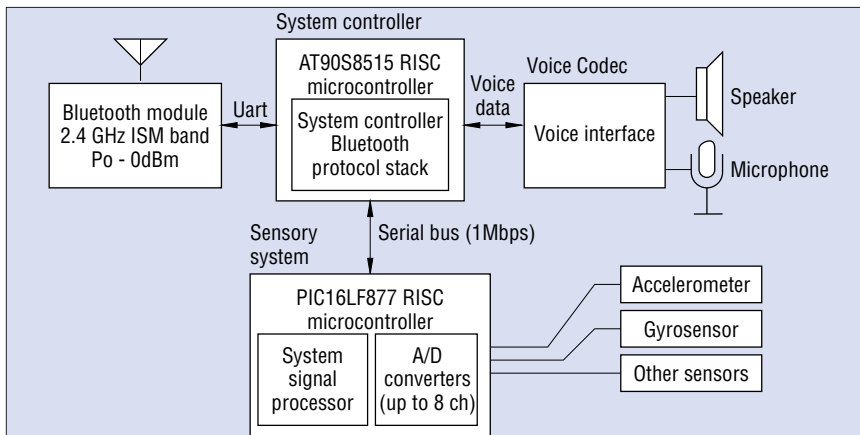 System controller
AT90S8515 RISC
microcontroller
System controller
Bluetooth
protocol stack
Bluetooth module
2.4 GHz ISM band
Po - 0dBm
Uart
Voice
data
Voice Codec
Voice interface
Speaker
Microphone
Serial bus (1Mbps)
Sensory
system
PIC16LF877 RISC
microcontroller
System
signal
processor
A/D
converters
(up to 8 ch)
Accelerometer
Gyrosensor
Other sensors